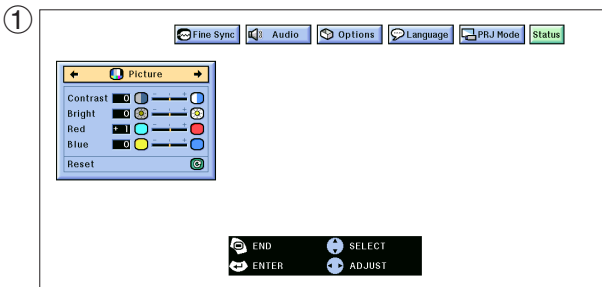 ①
Fine Sync Audio Options Language PRJ Mode Status
Picture
Contrast 0 - +
Bright 0 - +
Red + 1 - +
Blue 0 - +
Reset
END SELECT
ENTER ADJUST